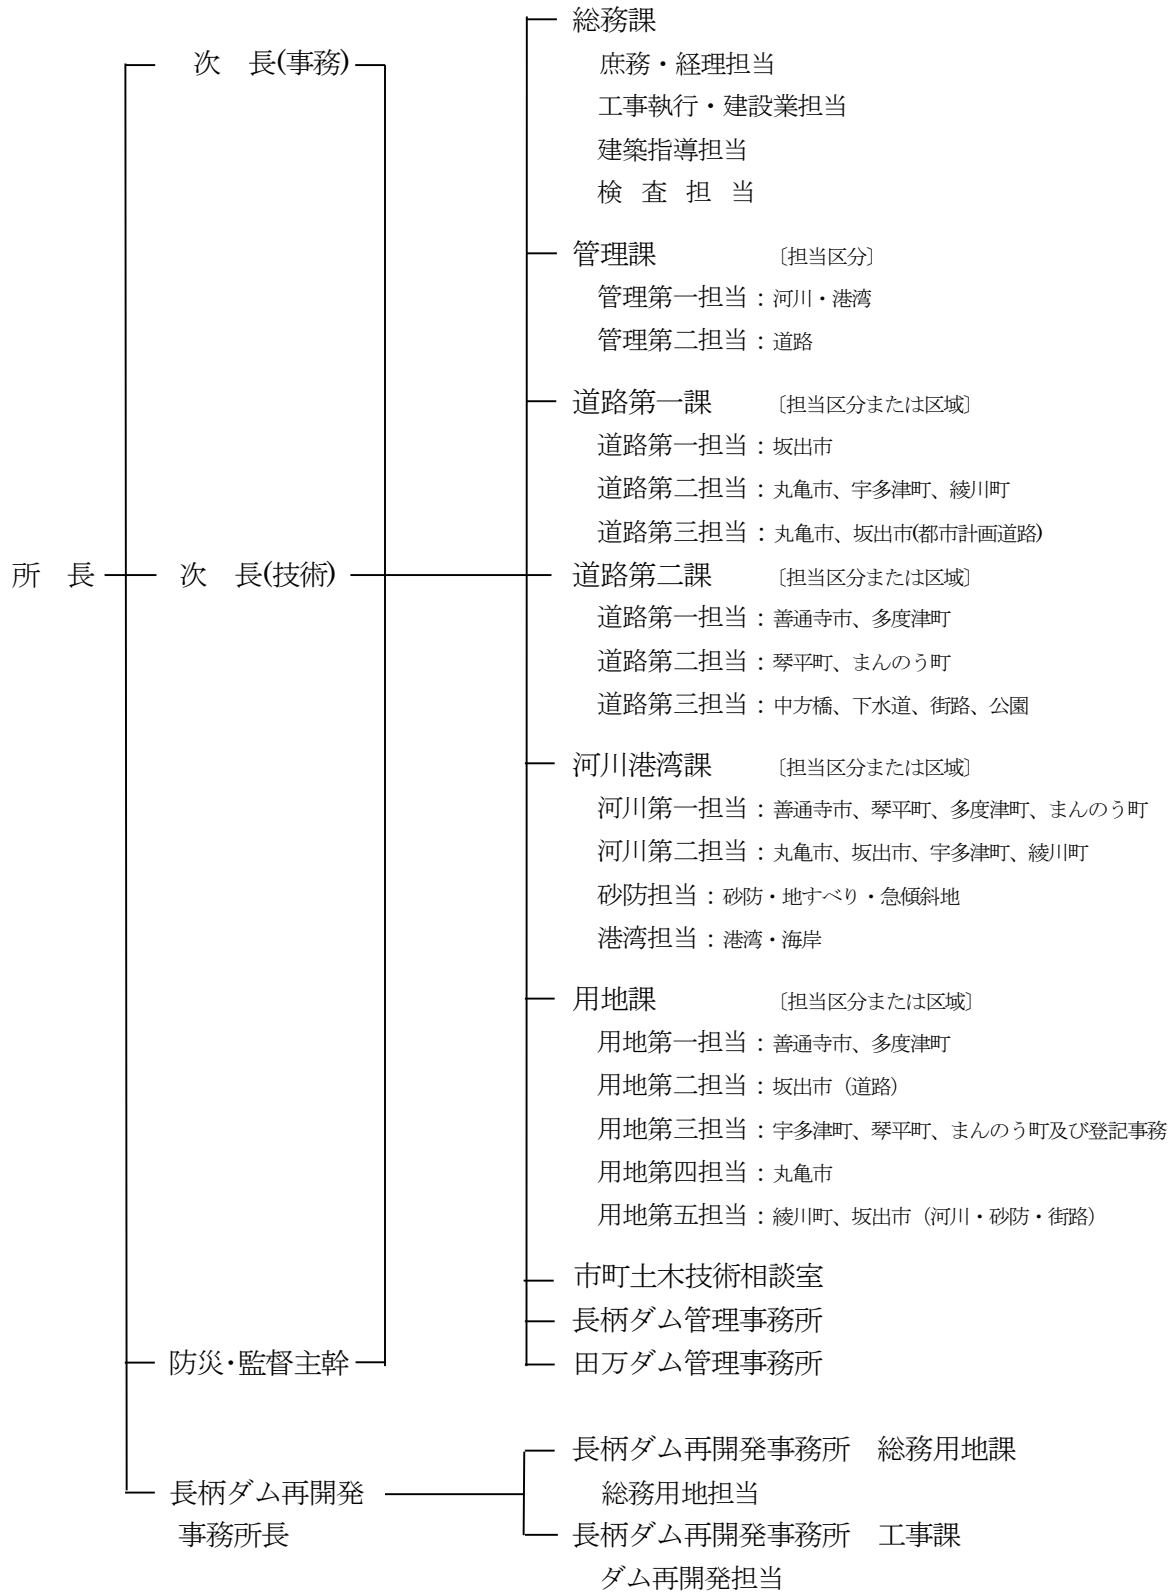 総務課
次　長(事務)
庶務・経理担当
工事執行・建設業担当
建築指導担当
検　査　担　当
管理課　〔担当区分〕
管理第一担当：河川・港湾
管理第二担当：道路
道路第一課　〔担当区分または区域〕
道路第一担当：坂出市
道路第二担当：丸亀市、宇多津町、綾川町
道路第三担当：丸亀市、坂出市(都市計画道路)
所　長　次　長(技術)　道路第二課　〔担当区分または区域〕
道路第一担当：善通寺市、多度津町
道路第二担当：琴平町、まんのう町
道路第三担当：中方橋、下水道、街路、公園
河川港湾課　〔担当区分または区域〕
河川第一担当：善通寺市、琴平町、多度津町、まんのう町
河川第二担当：丸亀市、坂出市、宇多津町、綾川町
砂防担当：砂防・地すべり・急傾斜地
港湾担当：港湾・海岸
用地課　〔担当区分または区域〕
用地第一担当：善通寺市、多度津町
用地第二担当：坂出市（道路）
用地第三担当：宇多津町、琴平町、まんのう町及び登記事務
用地第四担当：丸亀市
用地第五担当：綾川町、坂出市（河川・砂防・街路）
市町土木技術相談室
長柄ダム管理事務所
防災・監督主幹　田万ダム管理事務所
長柄ダム再開発事務所　総務用地課
長柄ダム再開発　総務用地担当
事務所長　長柄ダム再開発事務所　工事課
ダム再開発担当